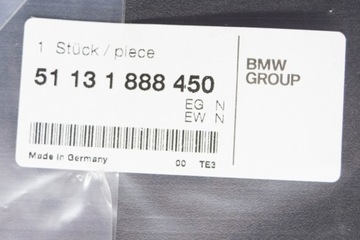 1 Stück / piece
51 13 1 888 450
EG N
EW N
BMW
GROUP
Made in Germany 00 TE3